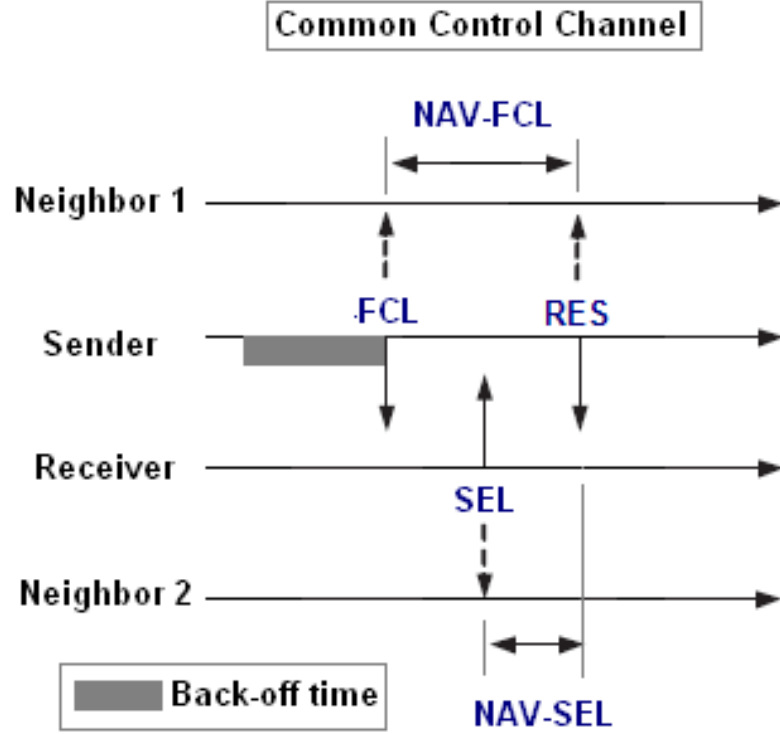 Common Control Channel
NAV-FCL
Neighbor 1
FCL
RES
Sender
Receiver
SEL
Neighbor 2
Back-off time
NAV-SEL